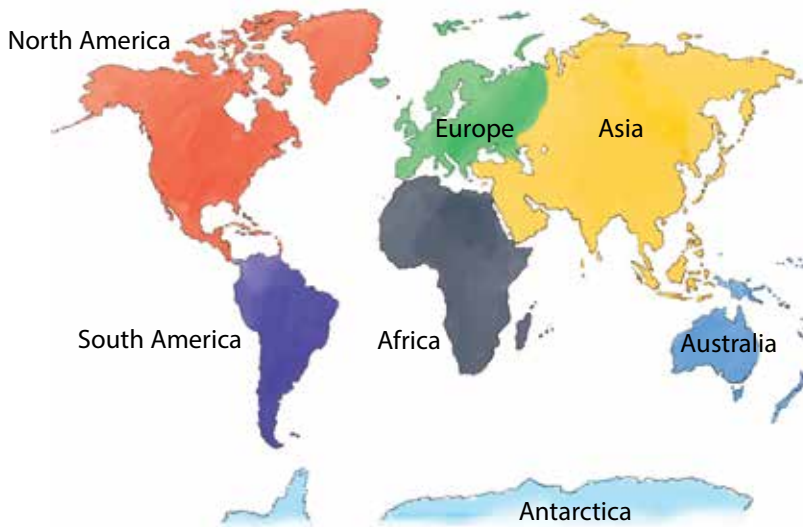 North America
Europe
Asia
South America
Africa
Australia
Antarctica